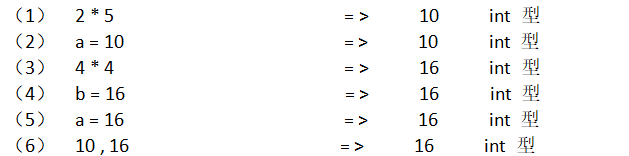 （1） 2 * 5 => 10 int 型
（2） a = 10 => 10 int 型
（3） 4 * 4 => 16 int 型
（4） b = 16 => 16 int 型
（5） a = 16 => 16 int 型
（6） 10 , 16 => 16 int 型